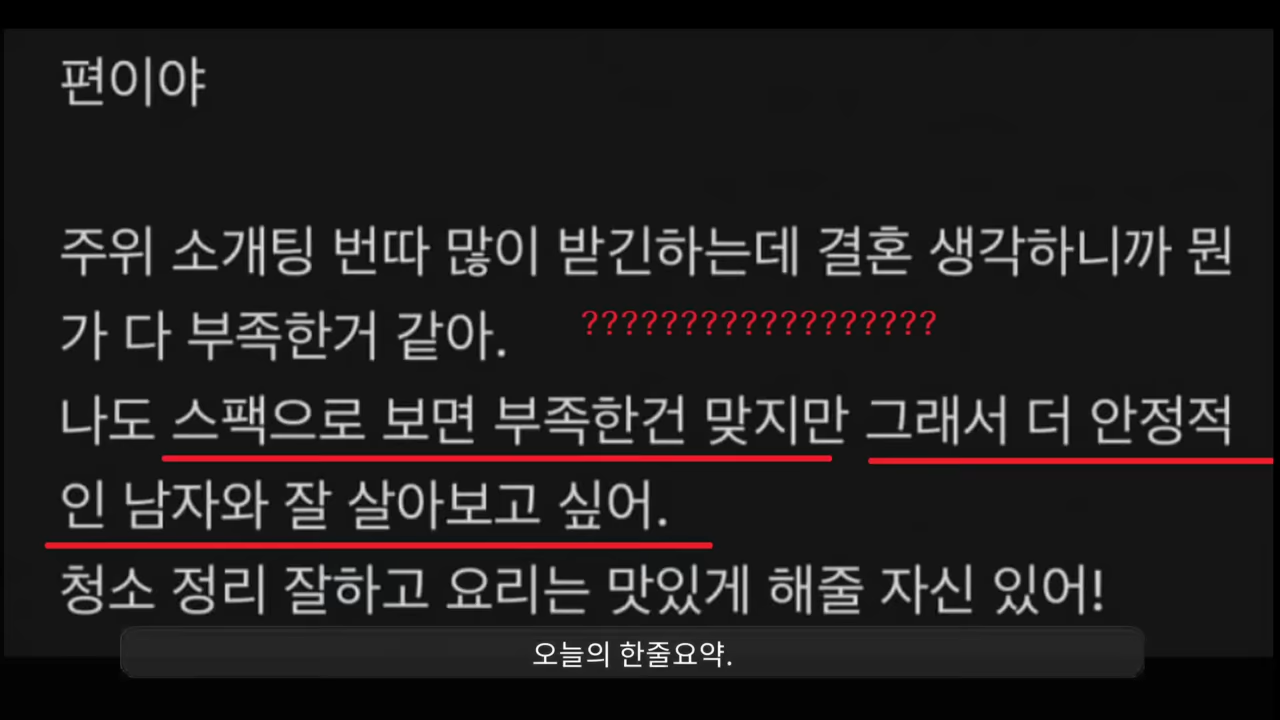 편이야
주위 소개팅 번따 많이 받긴하는데 결혼 생각하니까 뭔
가 다 부족한거 같아.
??????????????????
나도 스팩으로 보면 부족한건 맞지만 그래서 더 안정적
인 남자와 잘 살아보고 싶어.
청소 정리 잘하고 요리는 맛있게 해줄 자신 있어!
오늘의 한줄요약.